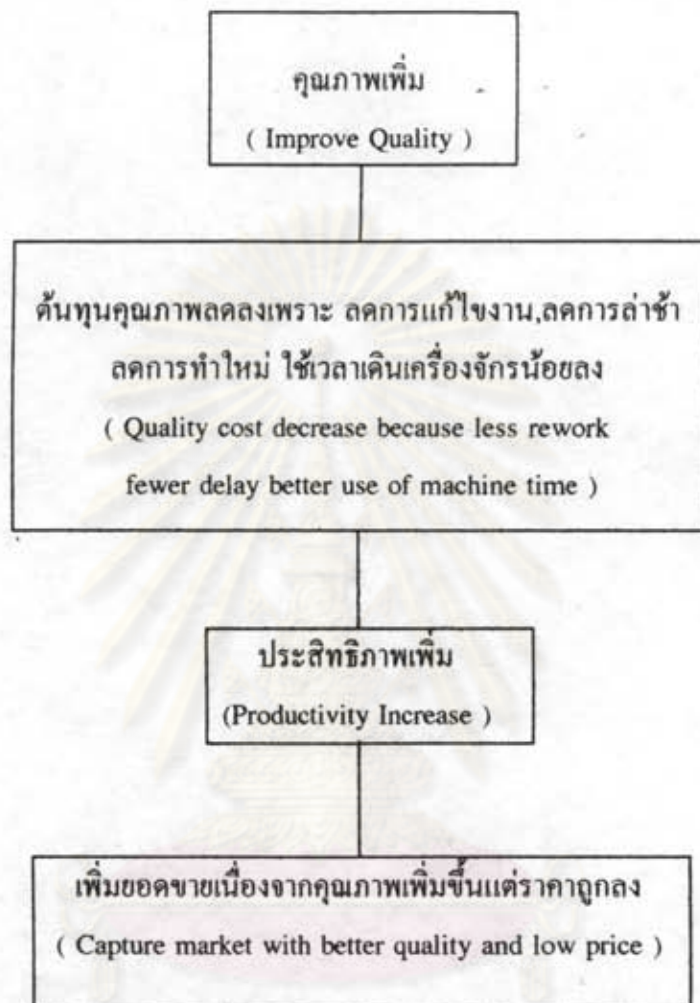 คุณภาพเพิ่ม
( Improve Quality )
ต้นทุนคุณภาพลดลงเพราะ ลดการแก้ไขงาน,ลดการล่าช้า
ลดการทำใหม่ ใช้เวลาเดินเครื่องจักรน้อยลง
( Quality cost decrease because less rework
fewer delay better use of machine time )
ประสิทธิภาพเพิ่ม
(Productivity Increase )
เพิ่มยอดขายเนื่องจากคุณภาพเพิ่มขึ้นแต่ราคาถูกลง
( Capture market with better quality and low price )